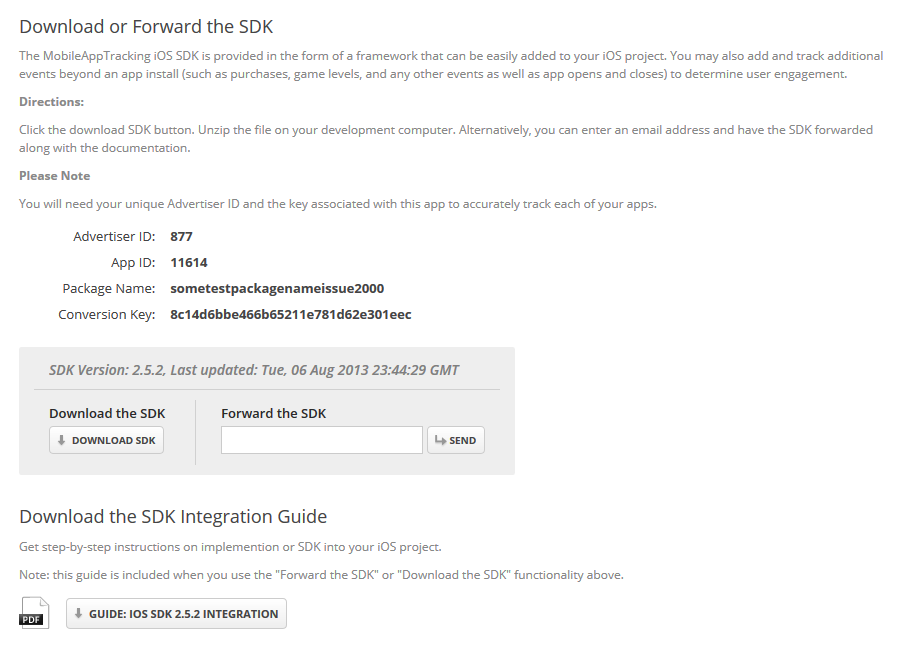 Download or Forward the SDK
The MobileAppTracking iOS SDK is provided in the form of a framework that can be easily added to your iOS project. You may also add and track additional
events beyond an app install (such as purchases, game levels, and any other events as well as app opens and closes) to determine user engagement.
Directions:
Click the download SDK button. Unzip the file on your development computer. Alternatively, you can enter an email address and have the SDK forwarded
along with the documentation.
Please Note
You will need your unique Advertiser ID and the key associated with this app to accurately track each of your apps.
Advertiser ID: 877
App ID: 11614
Package Name: sometestpackagenameissue2000
Conversion Key: 8c14d6bbe466b65211e781d62e301eec
SDK Version: 2.5.2, Last updated: Tue, 06 Aug 2013 23:44:29 GMT
Download the SDK
DOWNLOAD SDK
Forward the SDK
SEND
Download the SDK Integration Guide
Get step-by-step instructions on implemention or SDK into your iOS project.
Note: this guide is included when you use the "Forward the SDK" or "Download the SDK" functionality above.
PDF
GUIDE: IOS SDK 2.5.2 INTEGRATION